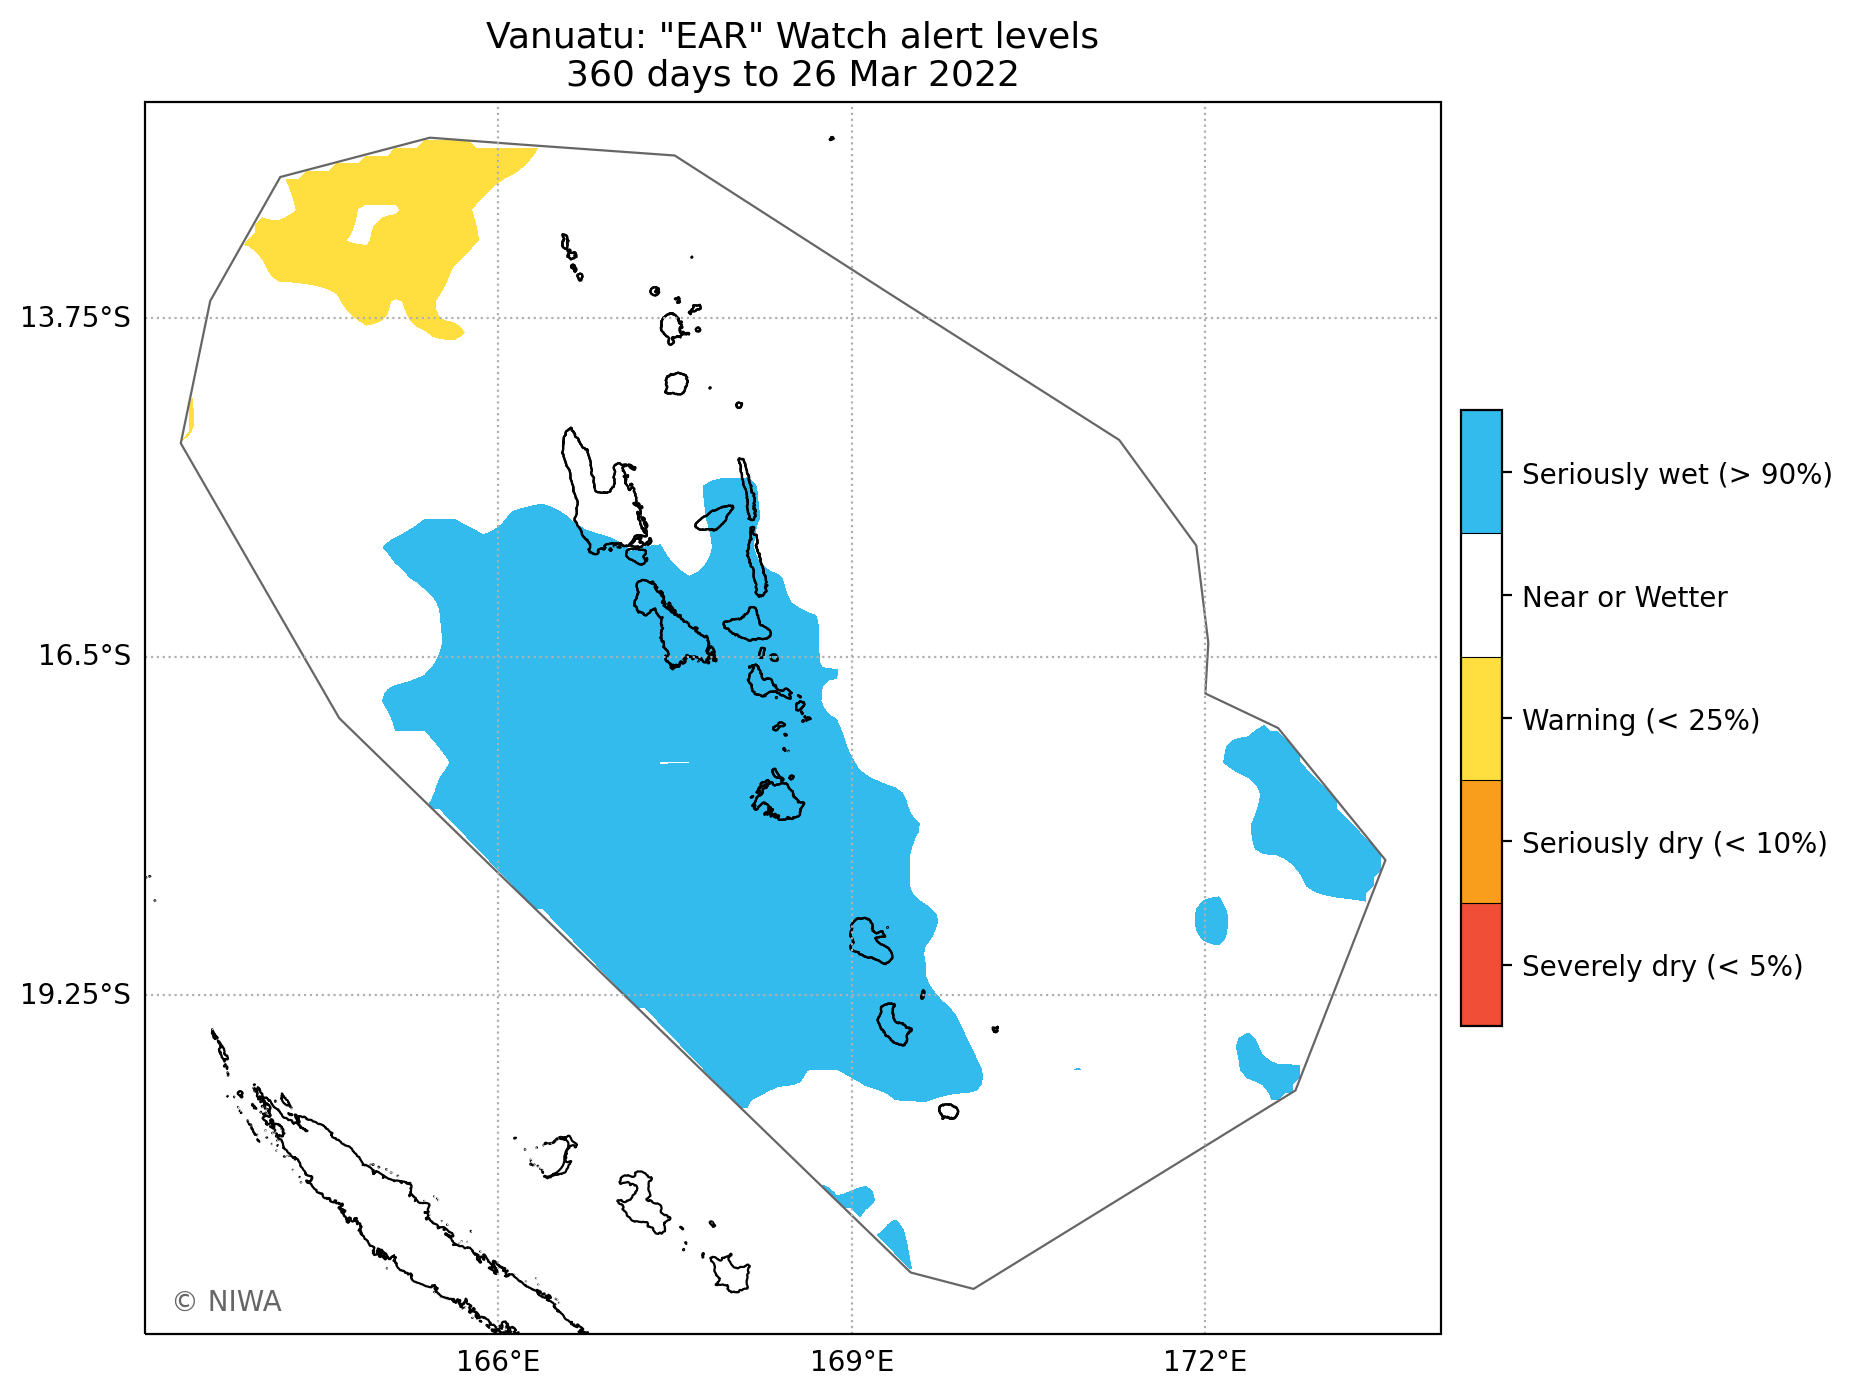 Vanuatu: "EAR" Watch alert levels
360 days to 26 Mar 2022
13.75°S
16.5°S
19.25°S
166°E
169°E
172°E
Seriously wet (> 90%)
Near or Wetter
Warning (< 25%)
Seriously dry (< 10%)
Severely dry (< 5%)
© NIWA